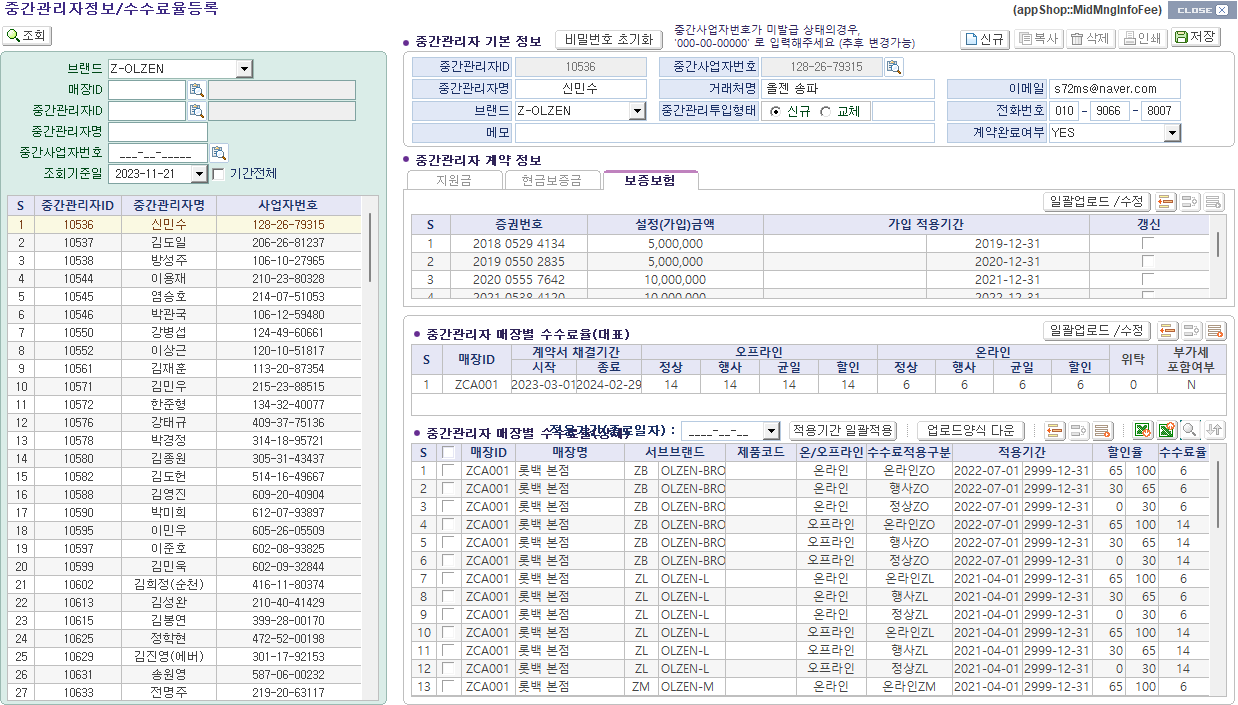 중간관리자정보/수수료율등록
(appShop::MidMngInfoFee) CLOSE
조회
브랜드 Z-OLZEN
매장ID
중간관리자ID
중간관리자명
중간사업자번호 ___-__-_____
조회기준일 2023-11-21 기간전체
S 중간관리자ID 중간관리자명 사업자번호
1 10536 신민수 128-26-79315
2 10537 김도일 206-26-81237
3 10538 방성주 106-10-27965
4 10544 이용재 210-23-80328
5 10545 염승호 214-07-51053
6 10546 박관국 106-12-59480
7 10550 강병섭 124-49-60661
8 10552 이상근 120-10-51817
9 10561 김재훈 113-20-87354
10 10571 김민우 215-23-88515
11 10572 한준형 134-32-40077
12 10576 강태규 409-37-75136
13 10578 박경정 314-18-95721
14 10580 김종원 305-31-43437
15 10582 김도헌 514-16-49667
16 10588 김영진 609-20-40904
17 10590 박미희 612-07-93897
18 10595 이민우 605-26-05509
19 10597 이준호 602-08-93825
20 10599 김민욱 602-09-32844
21 10602 김희정(순천) 416-11-80374
22 10613 김성완 210-40-41429
23 10615 김봉연 399-28-00170
24 10625 정학현 472-52-00198
25 10629 김진영(에버) 301-17-92153
26 10631 송원영 587-06-00232
27 10633 전명주 219-20-63117
중간관리자 기본 정보 비밀번호 초기화
중간사업자번호가 미발급 상태의경우,
'000-00-00000' 로 입력해주세요 (추후 변경가능)
신규 복사 삭제 인쇄 저장
중간관리자ID 10536 중간사업자번호 128-26-79315
중간관리자명 신민수 거래처명 올젠 송파 이메일 s72ms@naver.com
브랜드 Z-OLZEN 중간관리투입형태 신규 교체 전화번호 010 - 9066 - 8007
메모 계약완료여부 YES
중간관리자 계약 정보
지원금 현금보증금 보증보험
일괄업로드 /수정
S 증권번호 설정(가입)금액 가입 적용기간 갱신
1 2018 0529 4134 5,000,000 2019-12-31
2 2019 0550 2835 5,000,000 2020-12-31
3 2020 0555 7642 10,000,000 2021-12-31
4 2021 0538 4120 10,000,000 2022-12-31
중간관리자 매장별 수수료율(대표) 일괄업로드 /수정
S 매장ID 계약서 채결기간 오프라인 온라인 위탁 부가세 포함여부
시작 종료 정상 행사 균일 할인 정상 행사 균일 할인
1 ZCA001 2023-03-01 2024-02-29 14 14 14 14 6 6 6 6 0 N
중간관리자 매장별 수수료율(상세) 적용기간(종료일자) : ____-__-__ 적용기간 일괄적용 업로드양식 다운
S 매장ID 매장명 서브브랜드 제품코드 온/오프라인 수수료적용구분 적용기간 할인율 수수료율
1 ZCA001 롯백 본점 ZB OLZEN-BRO 온라인 온라인ZO 2022-07-01 2999-12-31 65 100 6
2 ZCA001 롯백 본점 ZB OLZEN-BRO 온라인 행사ZO 2022-07-01 2999-12-31 30 65 6
3 ZCA001 롯백 본점 ZB OLZEN-BRO 온라인 정상ZO 2022-07-01 2999-12-31 0 30 6
4 ZCA001 롯백 본점 ZB OLZEN-BRO 오프라인 온라인ZO 2022-07-01 2999-12-31 65 100 14
5 ZCA001 롯백 본점 ZB OLZEN-BRO 오프라인 행사ZO 2022-07-01 2999-12-31 30 65 14
6 ZCA001 롯백 본점 ZB OLZEN-BRO 오프라인 정상ZO 2022-07-01 2999-12-31 0 30 14
7 ZCA001 롯백 본점 ZL OLZEN-L 온라인 온라인ZL 2021-04-01 2999-12-31 65 100 6
8 ZCA001 롯백 본점 ZL OLZEN-L 온라인 행사ZL 2021-04-01 2999-12-31 30 65 6
9 ZCA001 롯백 본점 ZL OLZEN-L 온라인 정상ZL 2021-04-01 2999-12-31 0 30 6
10 ZCA001 롯백 본점 ZL OLZEN-L 오프라인 온라인ZL 2021-04-01 2999-12-31 65 100 14
11 ZCA001 롯백 본점 ZL OLZEN-L 오프라인 행사ZL 2021-04-01 2999-12-31 30 65 14
12 ZCA001 롯백 본점 ZL OLZEN-L 오프라인 정상ZL 2021-04-01 2999-12-31 0 30 14
13 ZCA001 롯백 본점 ZM OLZEN-M 온라인 온라인ZM 2021-04-01 2999-12-31 65 100 6